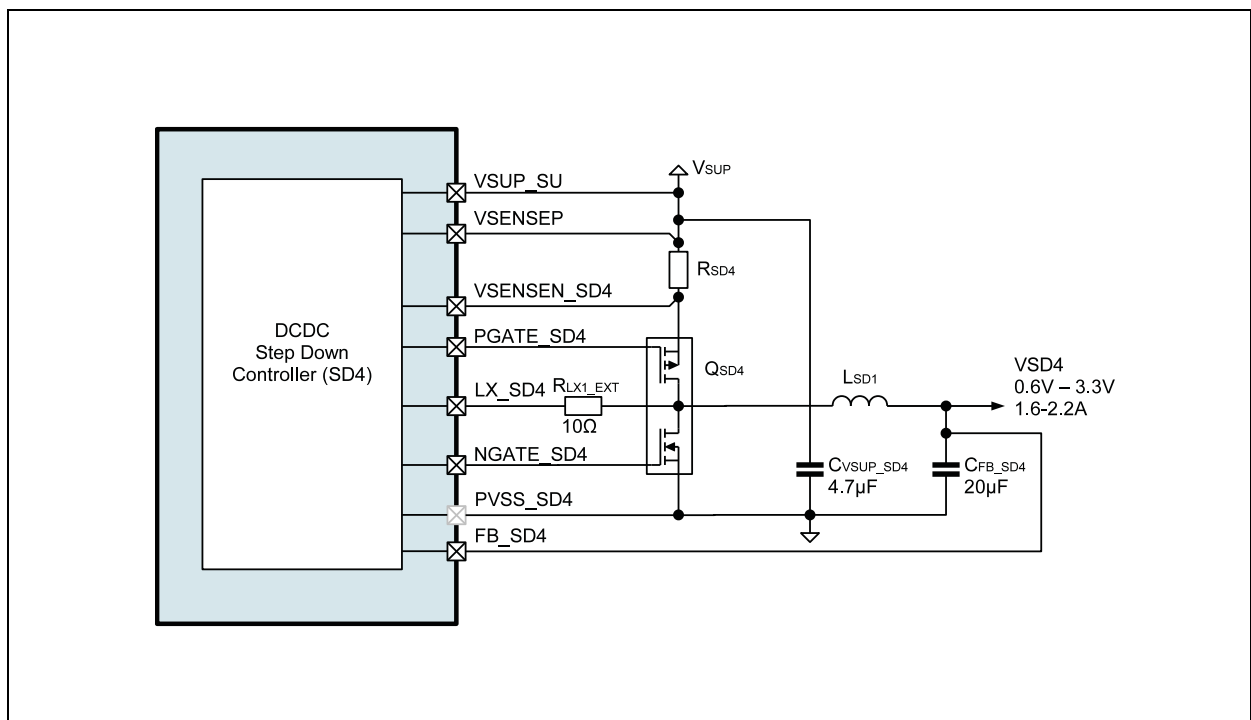 VSUP_SU
VSENSEP
VSENSEN_SD4
PGATE_SD4
LX_SD4
NGATE_SD4
PVSS_SD4
FB_SD4
DCDC
Step Down
Controller (SD4)
VSUP
RSD4
QSD4
RLX1_EXT
10Ω
LSD1
VSD4
0.6V – 3.3V
1.6-2.2A
CVSUP_SD4
4.7µF
CFB_SD4
20µF